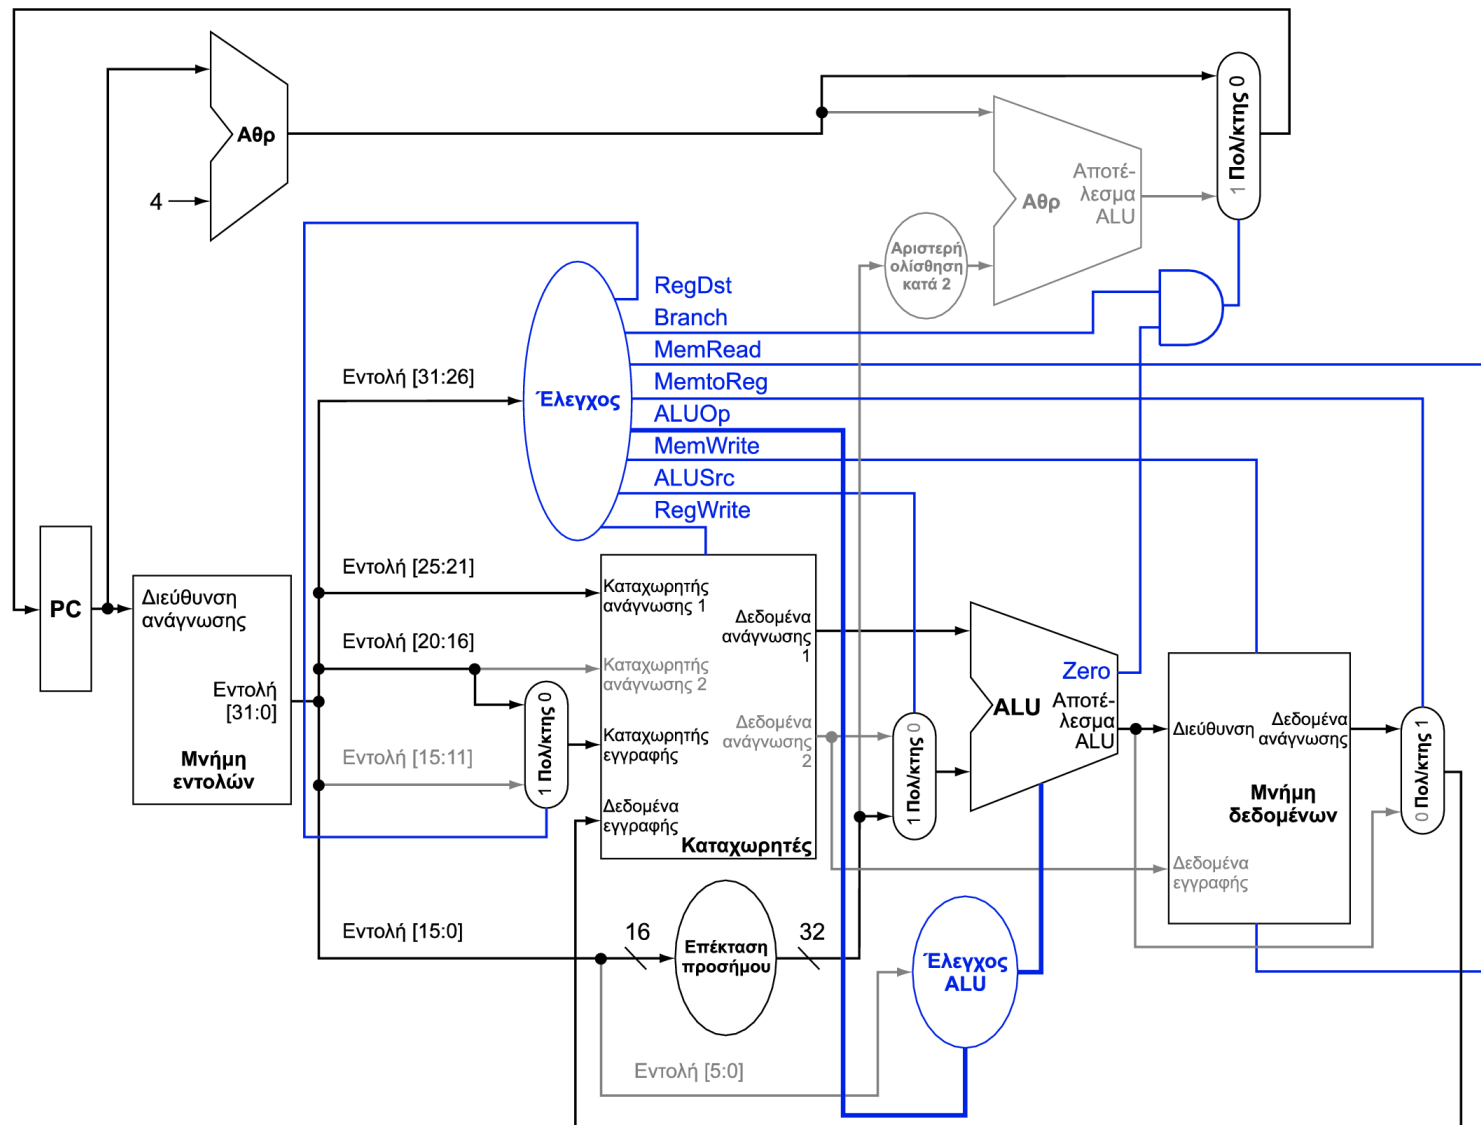 Αθρ
4
0
Πολ/κτης
1
Αποτέ-
λεσμα
ALU
Αθρ
Αριστερή
ολίσθηση
κατά 2
RegDst
Branch
MemRead
MemtoReg
ALUOp
MemWrite
ALUSrc
RegWrite
Έλεγχος
Εντολή [31:26]
Εντολή [25:21]
Εντολή [20:16]
Εντολή [15:11]
Εντολή [15:0]
PC
Διεύθυνση
ανάγνωσης
Εντολή
[31:0]
Μνήμη
εντολών
0
Πολ/κτης
1
Καταχωρητής
ανάγνωσης 1
Καταχωρητής
ανάγνωσης 2
Καταχωρητής
εγγραφής
Δεδομένα
εγγραφής
Δεδομένα
ανάγνωσης
1
Δεδομένα
ανάγνωσης
2
Καταχωρητές
0
Πολ/κτης
1
Zero
ALU
Αποτέ-
λεσμα
ALU
Διεύθυνση
Δεδομένα
ανάγνωσης
Μνήμη
δεδομένων
Δεδομένα
εγγραφής
1
Πολ/κτης
0
16
Επέκταση
προσήμου
32
Έλεγχος
ALU
Εντολή [5:0]